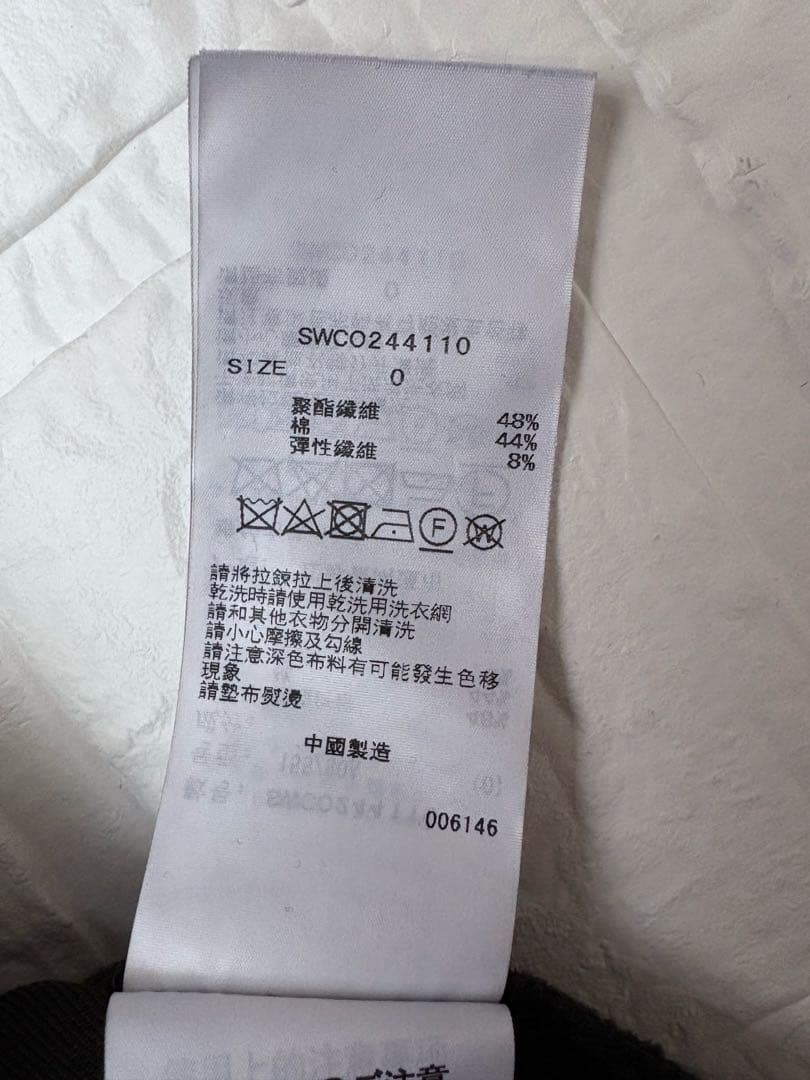 SWCO244110
SIZE 0
聚酯纖維 48%
棉 44%
彈性纖維 8%
F
W
請將拉鍊拉上後清洗
乾洗時請使用乾洗用洗衣網
請和其他衣物分開清洗
請小心摩擦及勾線
請注意深色布料有可能發生色移
現象
請墊布熨燙
中國製造
006146
ご注意